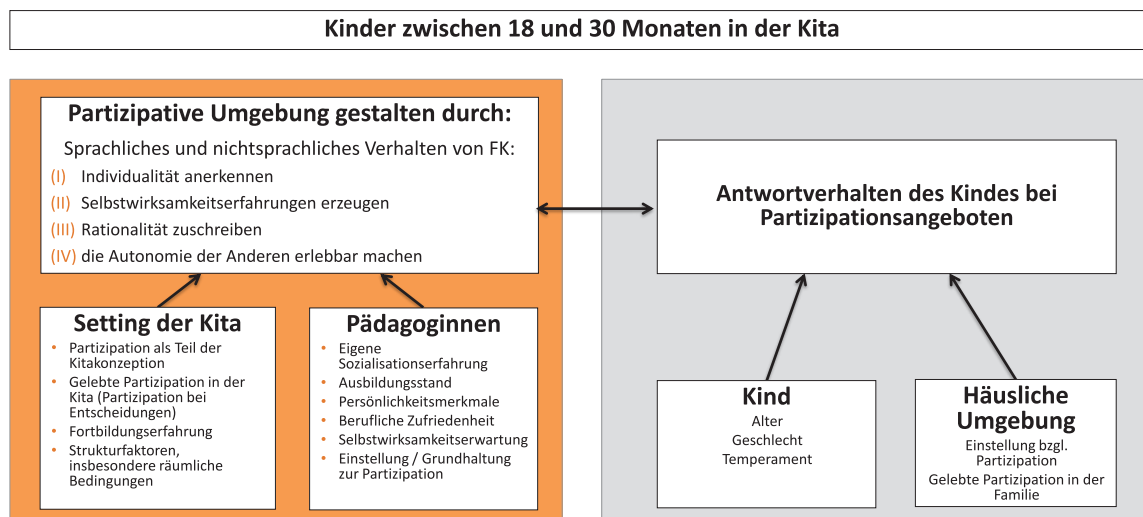 Kinder zwischen 18 und 30 Monaten in der Kita
Partizipative Umgebung gestalten durch:
Sprachliches und nichtsprachliches Verhalten von FK:
(I) Individualität anerkennen
(II) Selbstwirksamkeitserfahrungen erzeugen
(III) Rationalität zuschreiben
(IV) die Autonomie der Anderen erlebbar machen
Setting der Kita
• Partizipation als Teil der
Kitakonzeption
• Gelebte Partizipation in der
Kita (Partizipation bei
Entscheidungen)
• Fortbildungserfahrung
• Strukturfaktoren,
insbesondere räumliche
Bedingungen
Pädagoginnen
• Eigene
Sozialisationserfahrung
• Ausbildungsstand
• Persönlichkeitsmerkmale
• Berufliche Zufriedenheit
• Selbstwirksamkeitserwartung
• Einstellung / Grundhaltung
zur Partizipation
Antwortverhalten des Kindes bei
Partizipationsangeboten
Kind
Alter
Geschlecht
Temperament
Häusliche
Umgebung
Einstellung bzgl.
Partizipation
Gelebte Partizipation in der
Familie